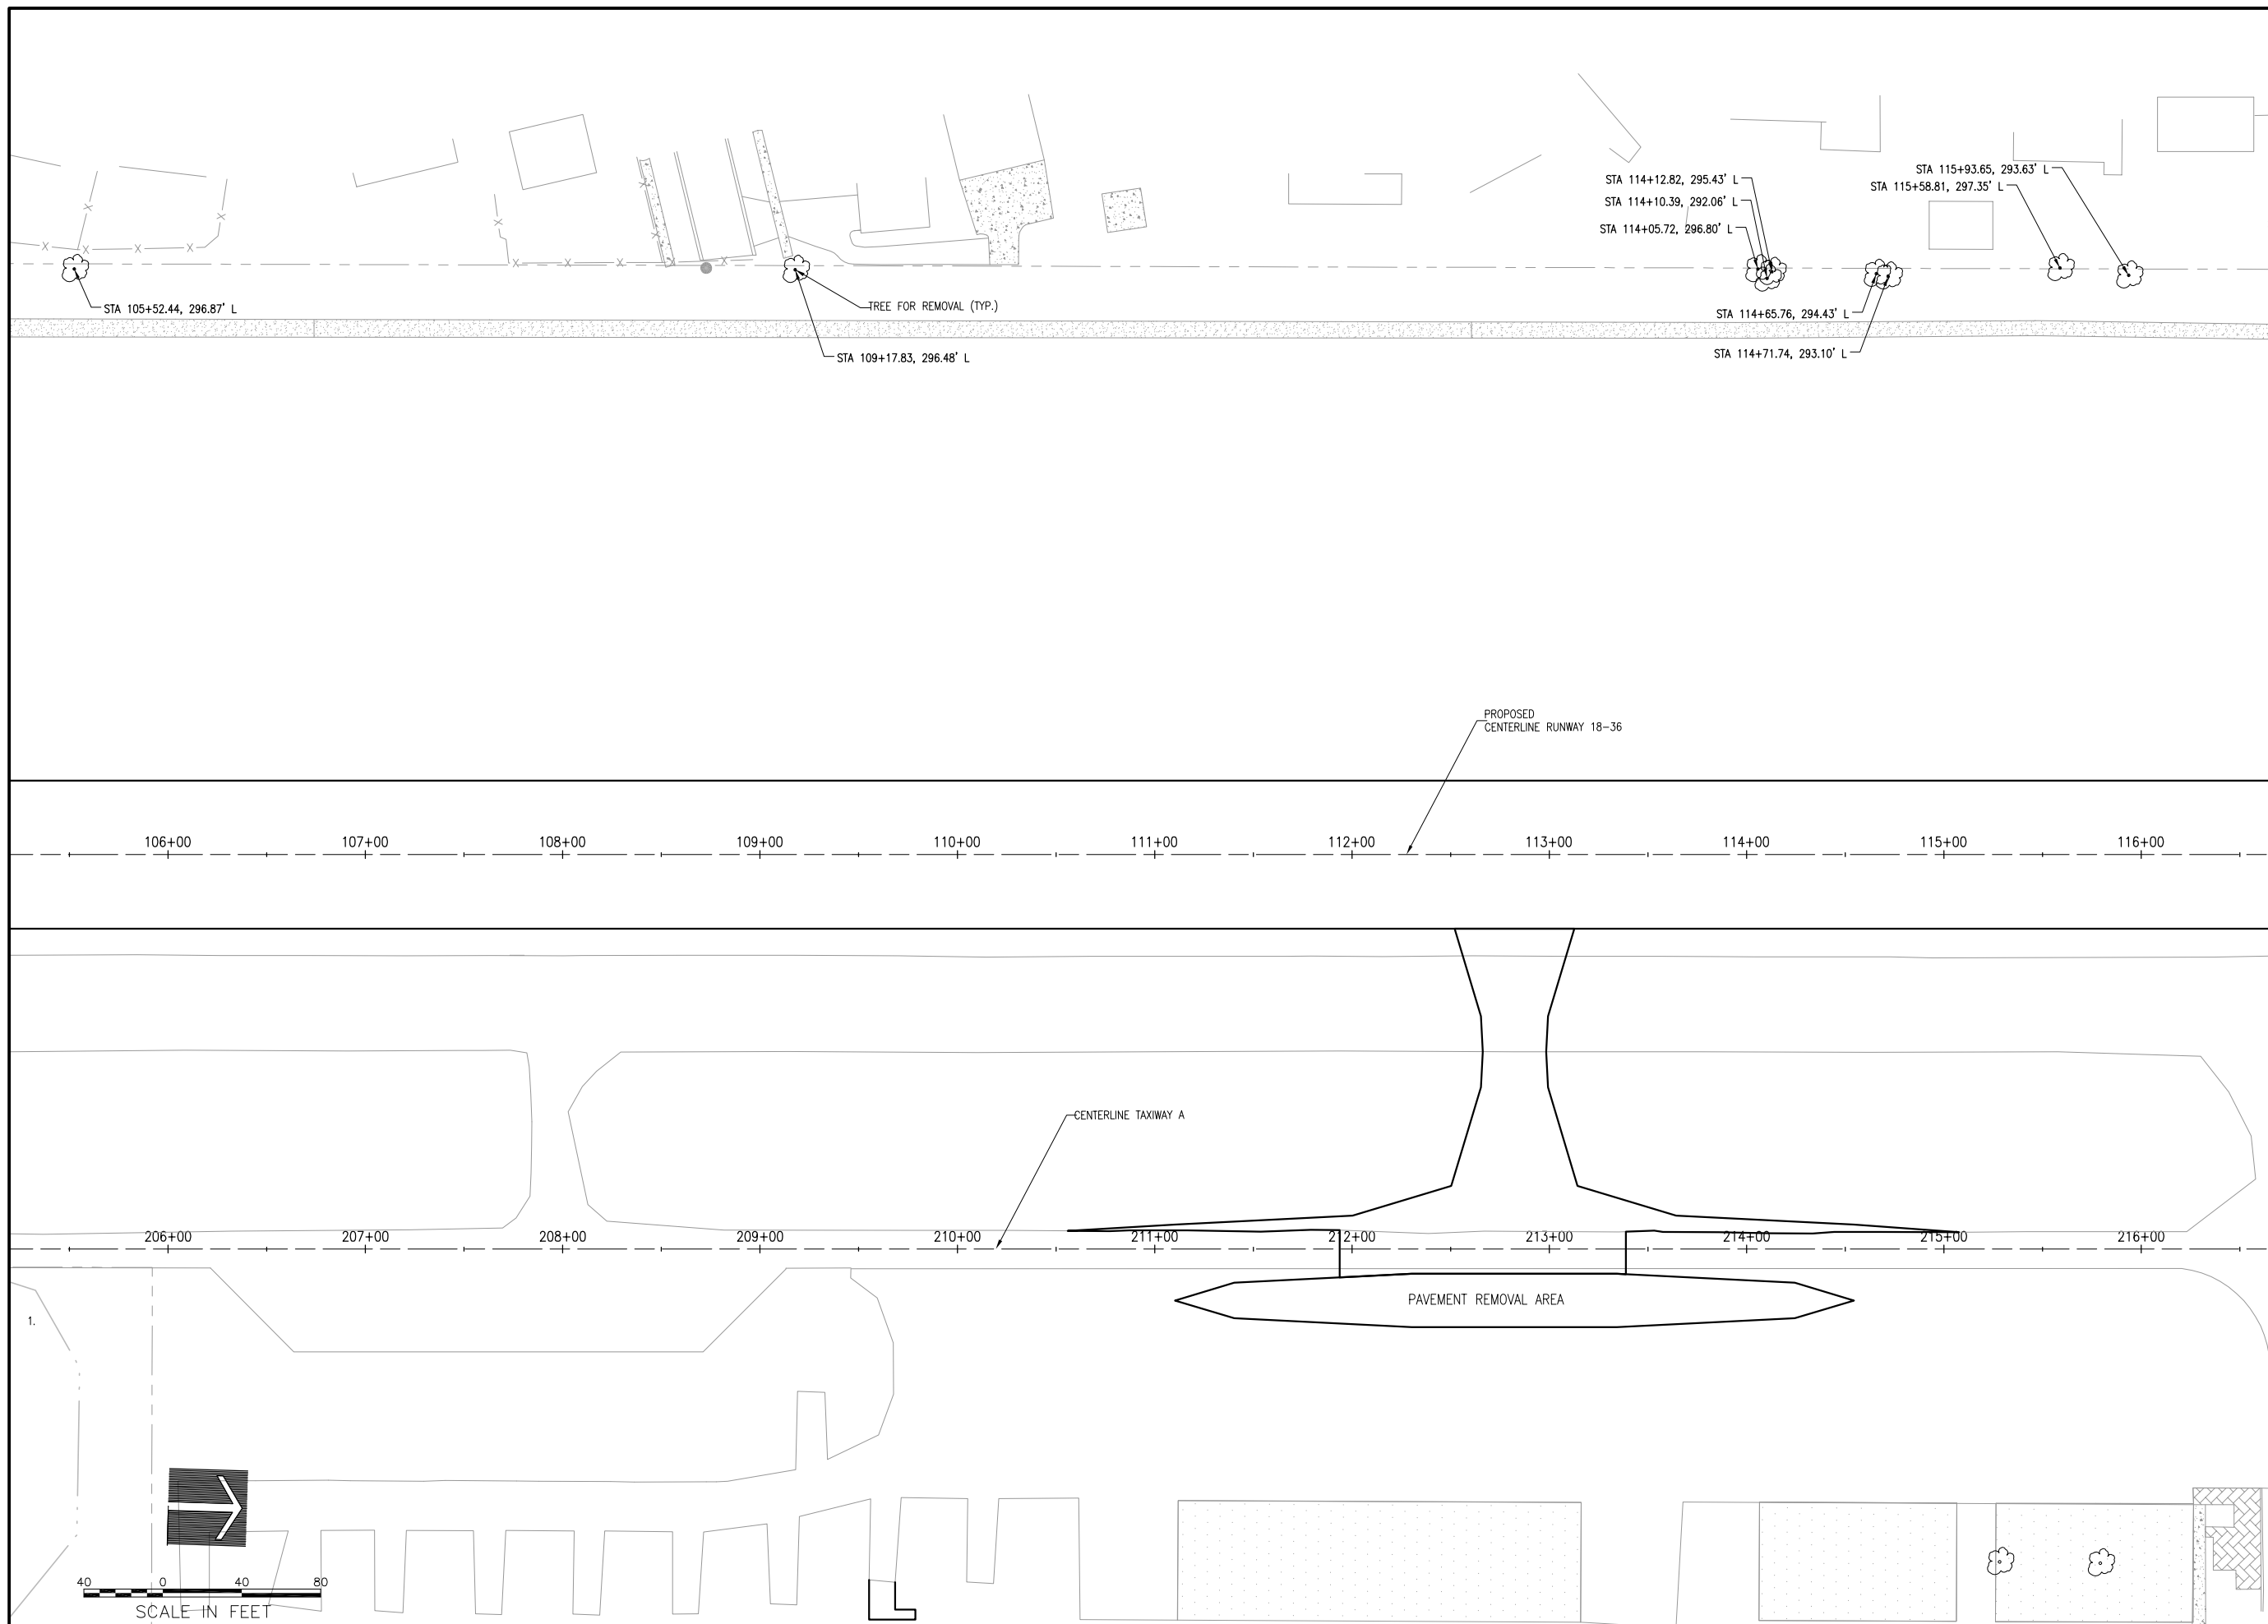 STA 115+93.65, 293.63' L
STA 114+12.82, 295.43' L
STA 115+58.81, 297.35' L
STA 114+10.39, 292.06' L
STA 114+05.72, 296.80' L
STA 105+52.44, 296.87' L
TREE FOR REMOVAL (TYP.)
STA 114+65.76, 294.43' L
STA 109+17.83, 296.48' L
STA 114+71.74, 293.10' L
PROPOSED
CENTERLINE RUNWAY 18-36
106+00 107+00 108+00 109+00 110+00 111+00 112+00 113+00 114+00 115+00 116+00
CENTERLINE TAXIWAY A
206+00 207+00 208+00 209+00 210+00 211+00 212+00 213+00 214+00 215+00 216+00
PAVEMENT REMOVAL AREA
1.
40 0 40 80
SCALE IN FEET